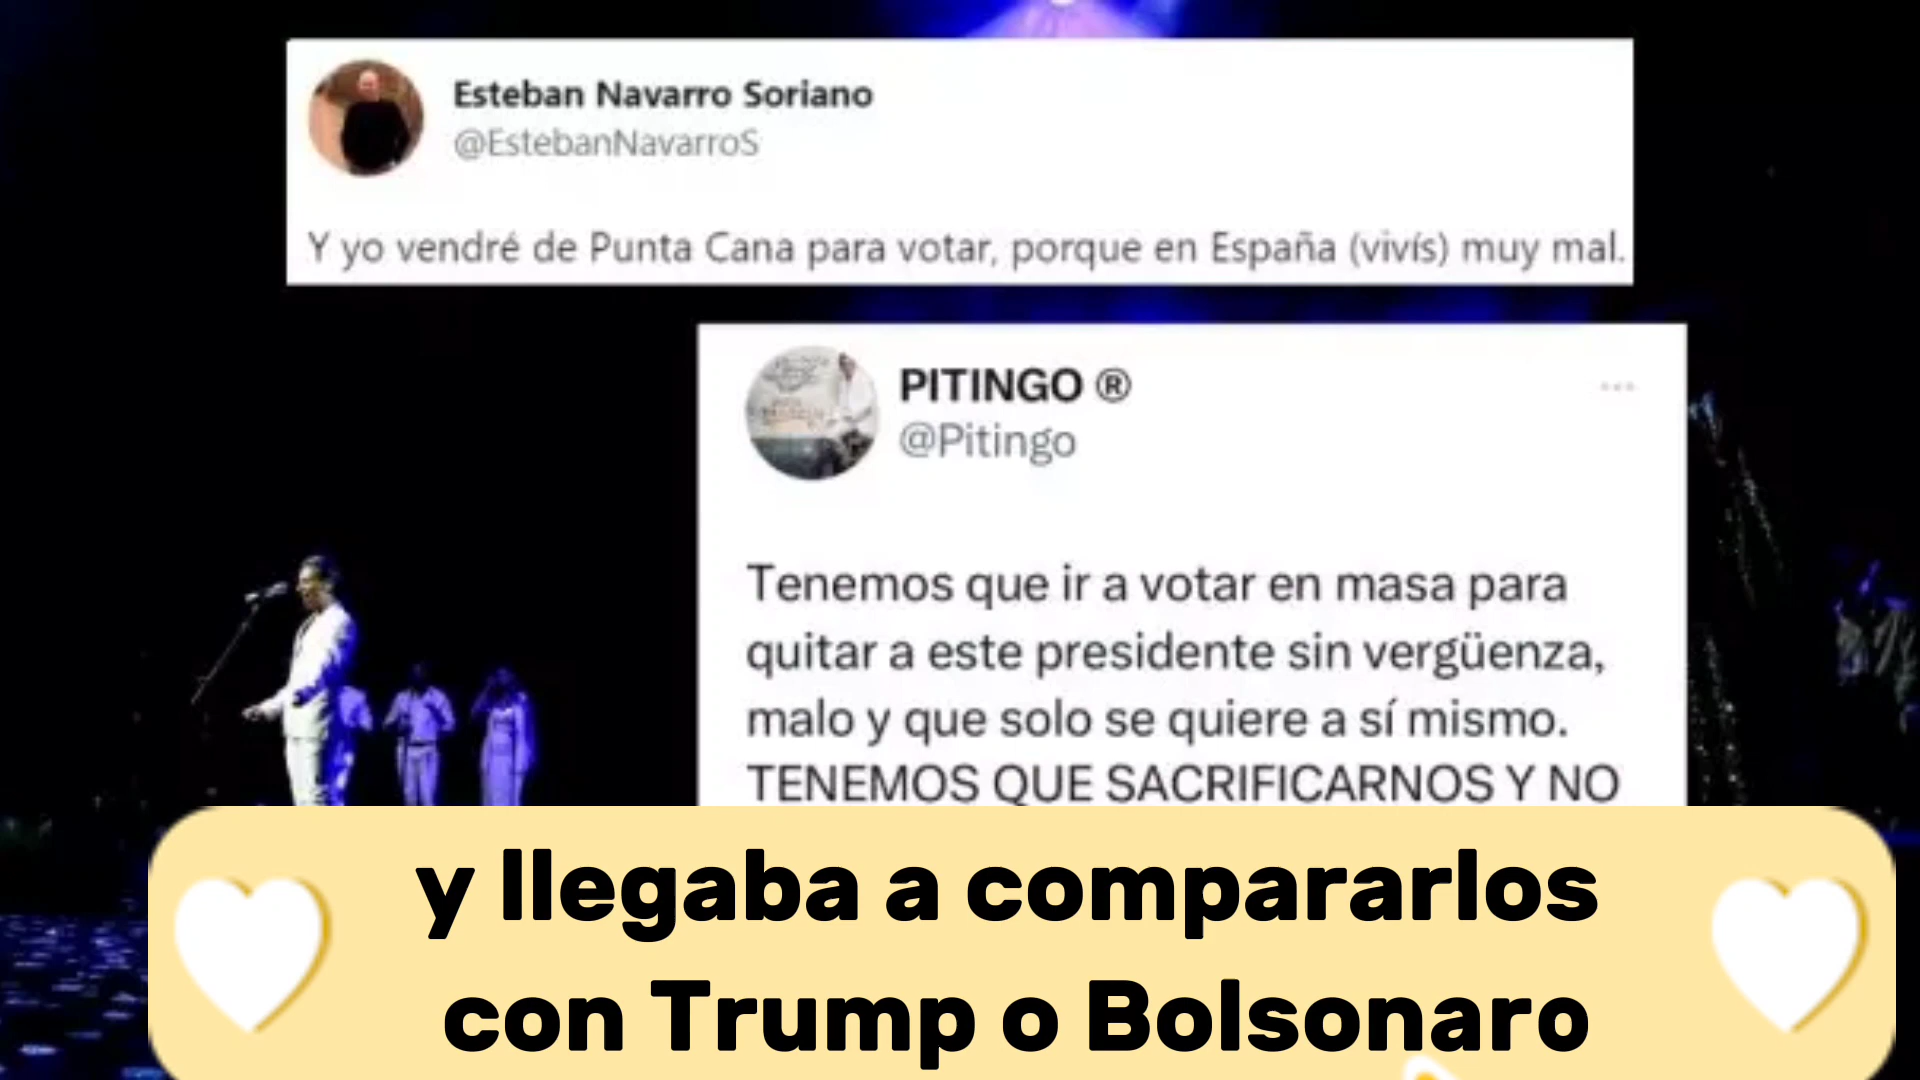 Esteban Navarro Soriano
@EstebanNavarroS
Y yo vendré de Punta Cana para votar, porque en España (vivís) muy mal.
PITINGO ®
@Pitingo
Tenemos que ir a votar en masa para
quitar a este presidente sin vergüenza,
malo y que solo se quiere a sí mismo.
TENEMOS QUE SACRIFICARNOS Y NO
y llegaba a compararlos
con Trump o Bolsonaro